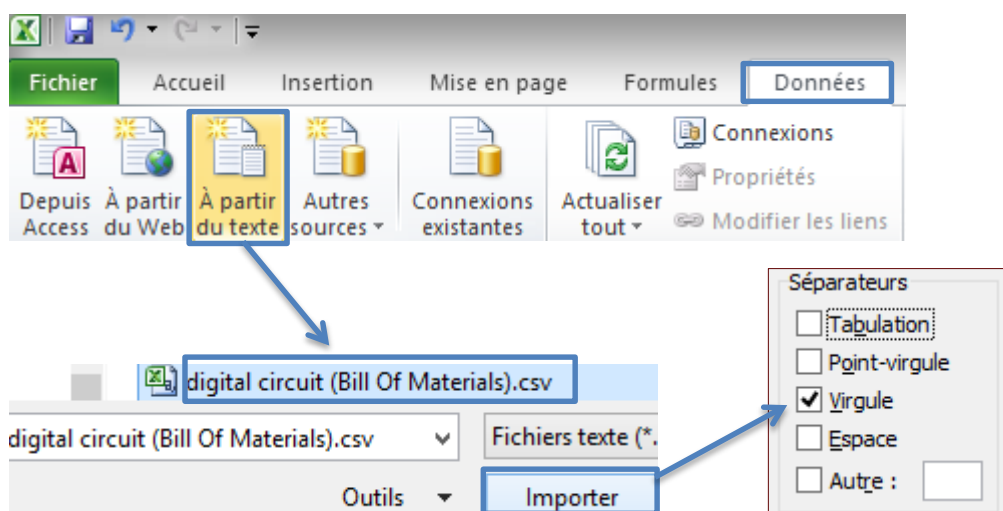 Fichier Accueil Insertion Mise en page Formules Données
Depuis Access
À partir du Web
À partir du texte
Autres sources
Connexions existantes
Actualiser tout
Connexions
Propriétés
Modifier les liens
digital circuit (Bill Of Materials).csv
digital circuit (Bill Of Materials).csv Fichiers texte (*.
Outils Importer
Séparateurs
Tabulation
Point-virgule
Virgule
Espace
Autre :